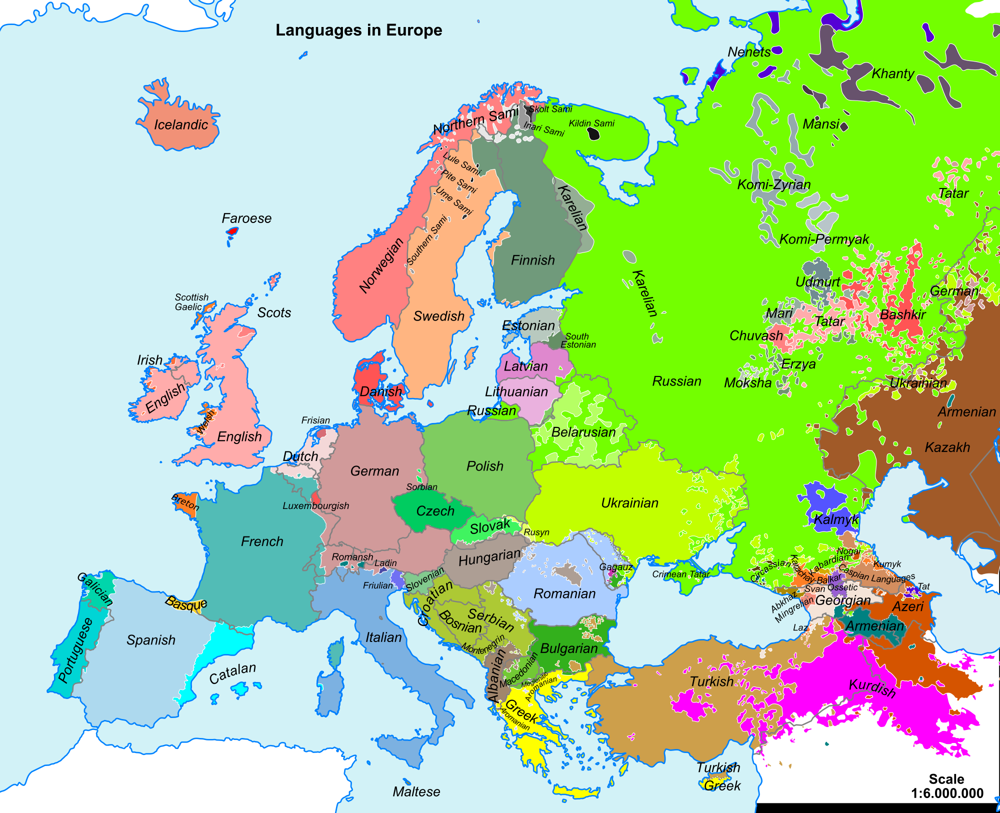 Languages in Europe
Nenets
Khanty
Skolt Sami
Northern Sami
Kildin Sami
Inari Sami
Icelandic
Mansi
Lule Sami
Pite Sami
Ume Sami
Komi-Zyrian
Tatar
Karelian
Faroese
Southern Sami
Komi-Permyak
Norwegian
Finnish
Karelian
Udmurt
German
Scottish
Gaelic
Scots
Swedish
Mari
Tatar
Bashkir
Estonian
Chuvash
South
Estonian
Irish
Latvian
Erzya
Russian
Moksha
Ukrainian
English
Danish
Lithuanian
Russian
Armenian
Welsh
Frisian
English
Belarusian
Kazakh
Dutch
German
Polish
Sorbian
Breton
Luxembourgish
Czech
Ukrainian
Kalmyk
Slovak
Rusyn
French
Romansh
Ladin
Hungarian
Nogai
Kabardian
Kumyk
Circassian
Karachay-Balkar
Caspian Languages
Gagauz
Crimean Tatar
Galician
Friulian
Slovenian
Tat
Svan
Ossetic
Abkhaz
Mingrelian
Georgian
Azeri
Basque
Croatian
Romanian
Serbian
Bosnian
Laz
Armenian
Portuguese
Spanish
Italian
Montenegrin
Bulgarian
Catalan
Albanian
Macedonian
Meglenitic
Aromanian
Turkish
Kurdish
Greek
Aromanian
Turkish
Greek
Maltese
Scale
1:6.000.000